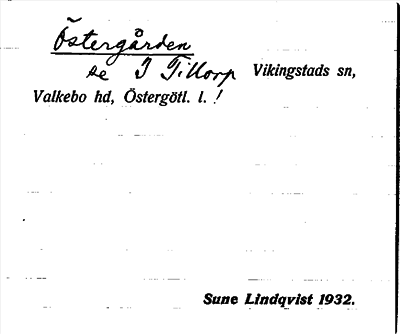 Östergården
se J Tillorp Vikingstads sn,
Valkebo hd, Östergötl. l. !
Sune Lindqvist 1932.